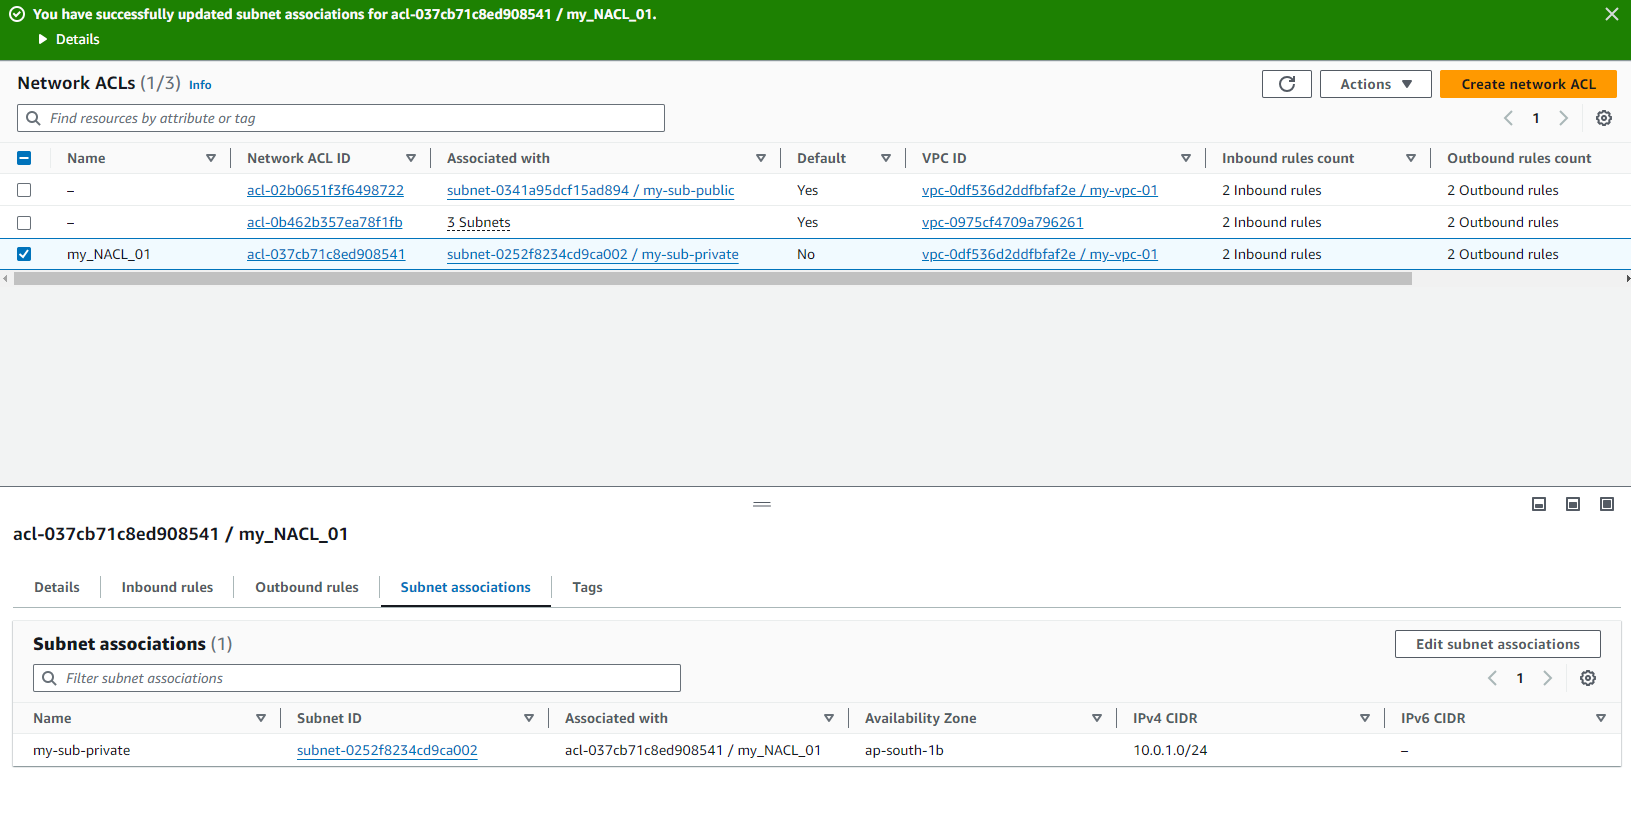 You have successfully updated subnet associations for acl-037cb71c8ed908541 / my_NACL_01.
Details
Network ACLs (1/3) Info
Actions
Create network ACL
Find resources by attribute or tag
1
Name Network ACL ID Associated with Default VPC ID Inbound rules count Outbound rules count
– acl-02b0651f3f6498722 subnet-0341a95dcf15ad894 / my-sub-public Yes vpc-0df536d2ddfbfaf2e / my-vpc-01 2 Inbound rules 2 Outbound rules
– acl-0b462b357ea78f1fb 3 Subnets Yes vpc-0975cf4709a796261 2 Inbound rules 2 Outbound rules
my_NACL_01 acl-037cb71c8ed908541 subnet-0252f8234cd9ca002 / my-sub-private No vpc-0df536d2ddfbfaf2e / my-vpc-01 2 Inbound rules 2 Outbound rules
acl-037cb71c8ed908541 / my_NACL_01
Details Inbound rules Outbound rules Subnet associations Tags
Subnet associations (1)
Edit subnet associations
Filter subnet associations
1
Name Subnet ID Associated with Availability Zone IPv4 CIDR IPv6 CIDR
my-sub-private subnet-0252f8234cd9ca002 acl-037cb71c8ed908541 / my_NACL_01 ap-south-1b 10.0.1.0/24 –